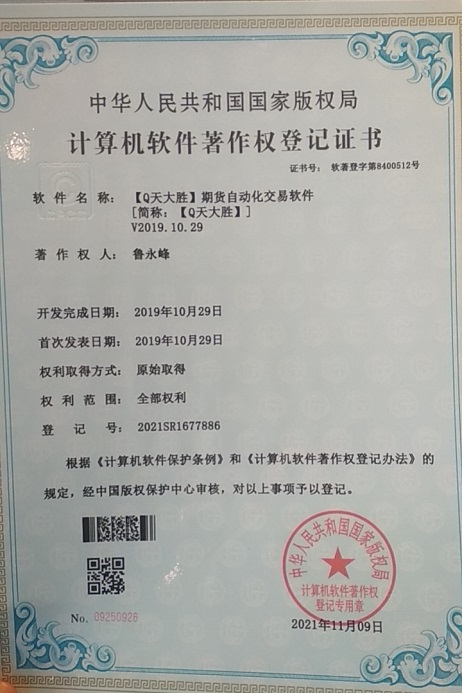 中华人民共和国国家版权局
计算机软件著作权登记证书
证书号： 软著登字第8400512号
软件名称： 【Q天大胜】期货自动化交易软件
[简称：【Q天大胜】]
V2019.10.29
著作权人： 鲁永峰
开发完成日期： 2019年10月29日
首次发表日期： 2019年10月29日
权利取得方式： 原始取得
权利范围： 全部权利
登记号： 2021SR1677886
根据《计算机软件保护条例》和《计算机软件著作权登记办法》的
规定，经中国版权保护中心审核，对以上事项予以登记。
中华人民共和国国家版权局
计算机软件著作权
登记专用章
No. 09250926
2021年11月09日